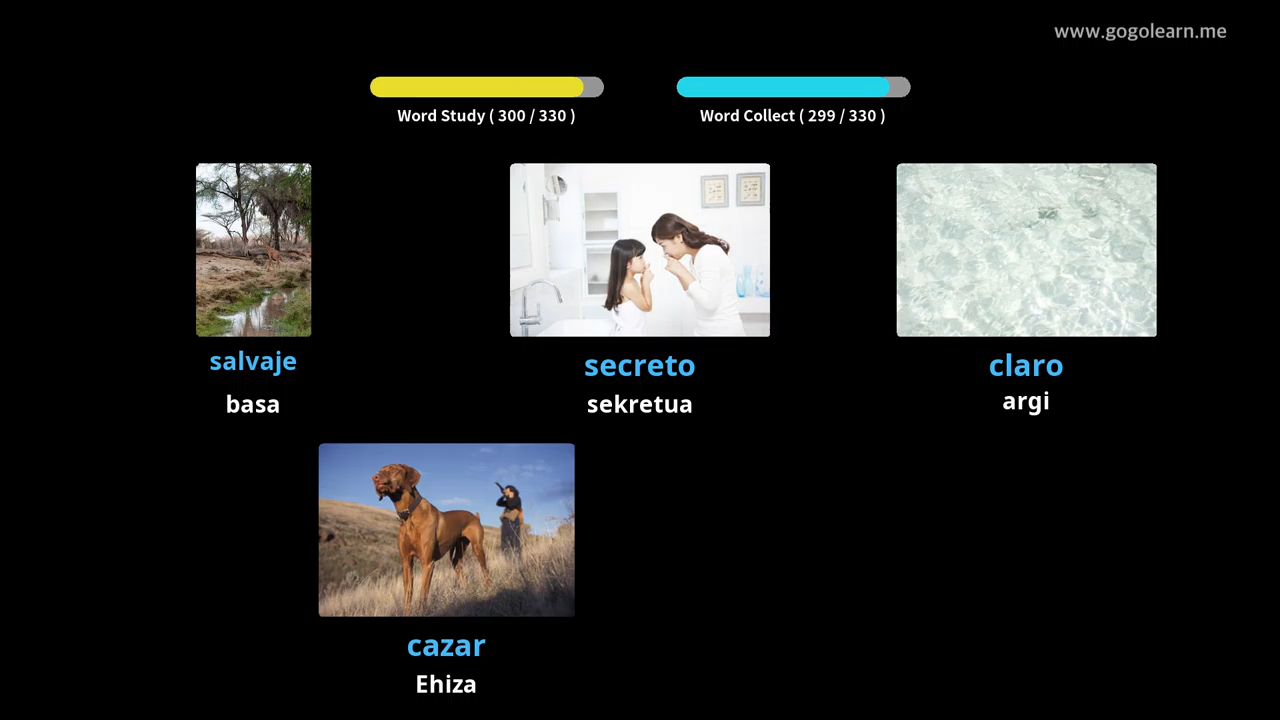 www.gogolearn.me
Word Study ( 300 / 330 )
Word Collect ( 299 / 330 )
salvaje
basa
secreto
sekretua
claro
argi
cazar
Ehiza